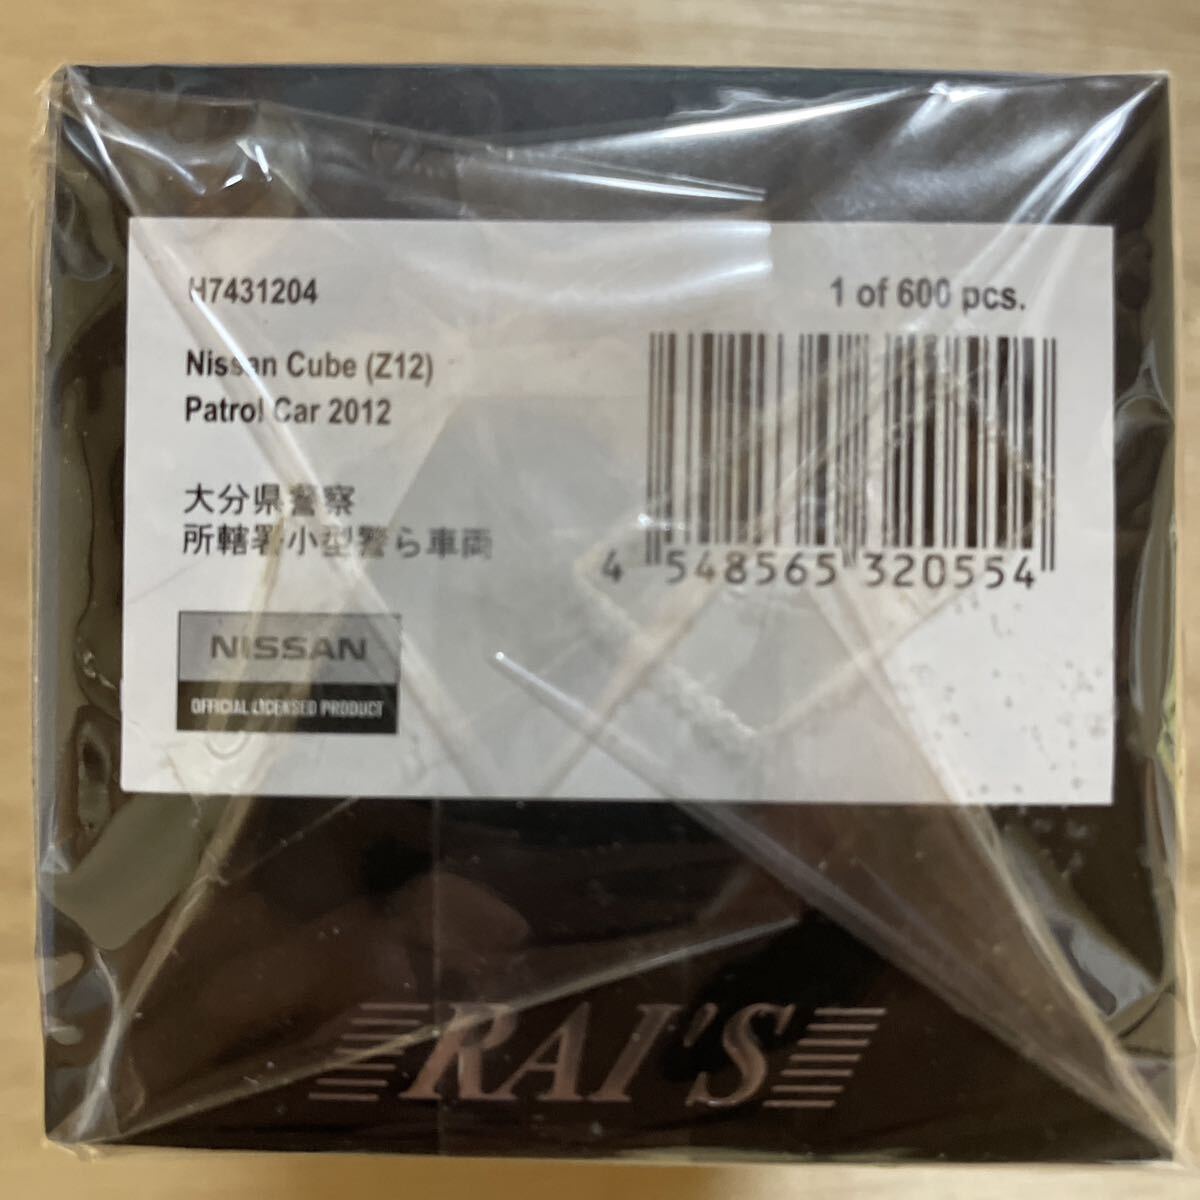 H7431204
1 of 600 pcs.
Nissan Cube (Z12)
Patrol Car 2012
大分県警察
所轄署小型警ら車両
4 548565 320554
NISSAN
OFFICIAL LICENSED PRODUCT
RAI'S